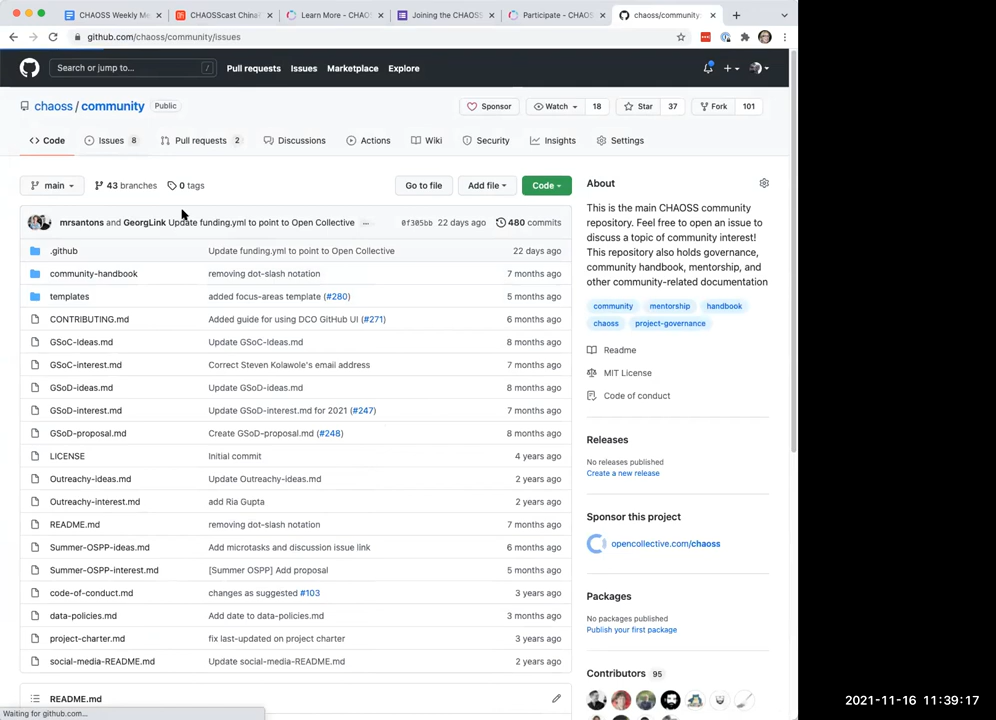 CHAOSS Weekly Me
CHAOSScast China
Learn More - CHAO
Joining the CHAOSS
Participate - CHAOS
chaoss/community
github.com/chaoss/community/issues
Search or jump to...
/
Pull requests
Issues
Marketplace
Explore
chaoss / community
Public
Sponsor
Watch
18
Star
37
Fork
101
Code
Issues 8
Pull requests 2
Discussions
Actions
Wiki
Security
Insights
Settings
main
43 branches
0 tags
Go to file
Add file
Code
mrsantons and GeorgLink Update funding.yml to point to Open Collective ...
0f305bb 22 days ago
480 commits
.github Update funding.yml to point to Open Collective 22 days ago
community-handbook removing dot-slash notation 7 months ago
templates added focus-areas template (#280) 5 months ago
CONTRIBUTING.md Added guide for using DCO GitHub UI (#271) 6 months ago
GSoC-Ideas.md Update GSoC-Ideas.md 8 months ago
GSoC-interest.md Correct Steven Kolawole's email address 7 months ago
GSoD-ideas.md Update GSoD-ideas.md 8 months ago
GSoD-interest.md Update GSoD-interest.md for 2021 (#247) 7 months ago
GSoD-proposal.md Create GSoD-proposal.md (#248) 8 months ago
LICENSE Initial commit 4 years ago
Outreachy-ideas.md Update Outreachy-ideas.md 2 years ago
Outreachy-interest.md add Ria Gupta 2 years ago
README.md removing dot-slash notation 7 months ago
Summer-OSPP-ideas.md Add microtasks and discussion issue link 6 months ago
Summer-OSPP-interest.md [Summer OSPP] Add proposal 5 months ago
code-of-conduct.md changes as suggested #103 3 years ago
data-policies.md Add date to data-policies.md 3 months ago
project-charter.md fix last-updated on project charter 3 years ago
social-media-README.md Update social-media-README.md 2 years ago
README.md
Waiting for github.com...
About
This is the main CHAOSS community
repository. Feel free to open an issue to
discuss a topic of community interest!
This repository also holds governance,
community handbook, mentorship, and
other community-related documentation
community mentorship handbook
chaoss project-governance
Readme
MIT License
Code of conduct
Releases
No releases published
Create a new release
Sponsor this project
opencollective.com/chaoss
Packages
No packages published
Publish your first package
Contributors 95
2021-11-16 11:39:17